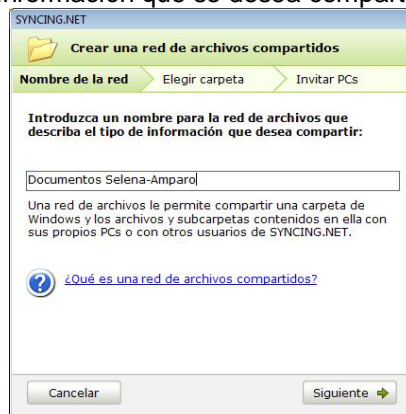 información que se desea compart
SYNCING.NET
Crear una red de archivos compartidos
Nombre de la red Elegir carpeta Invitar PCs
Introduzca un nombre para la red de archivos que
describa el tipo de información que desea compartir:
Documentos Selena-Amparo
Una red de archivos le permite compartir una carpeta de
Windows y los archivos y subcarpetas contenidos en ella con
sus propios PCs o con otros usuarios de SYNCING.NET.
¿Qué es una red de archivos compartidos?
Cancelar Siguiente